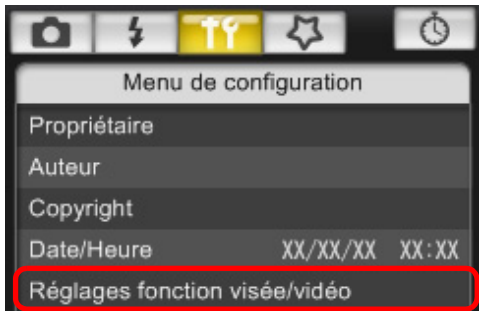 Menu de configuration
Propriétaire
Auteur
Copyright
Date/Heure XX/XX/XX XX:XX
Réglages fonction visée/vidéo